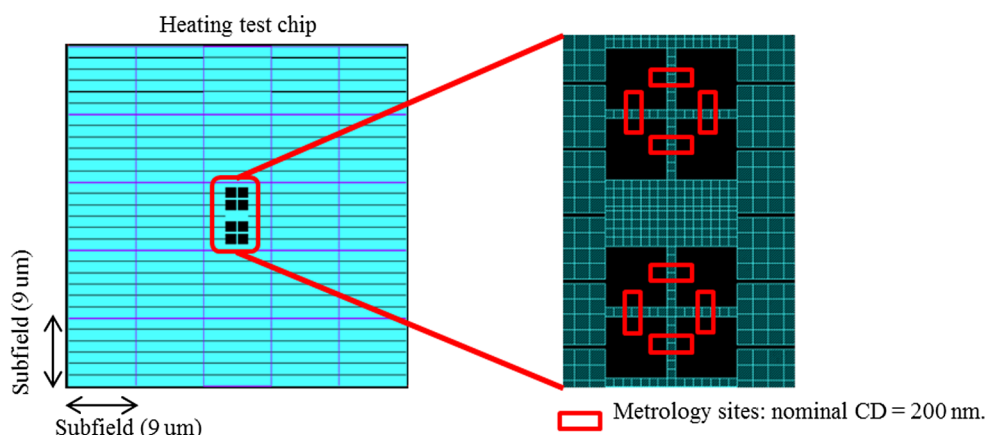 Heating test chip
Subfield (9 um)
Subfield (9 um)
Metrology sites: nominal CD = 200 nm.